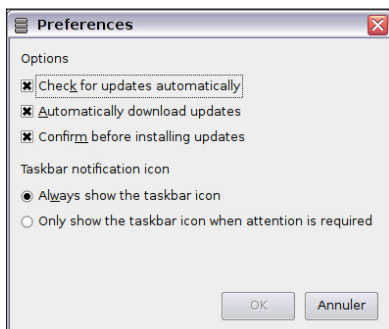 Preferences
Options
Check for updates automatically
Automatically download updates
Confirm before installing updates
Taskbar notification icon
Always show the taskbar icon
Only show the taskbar icon when attention is required
OK Annuler